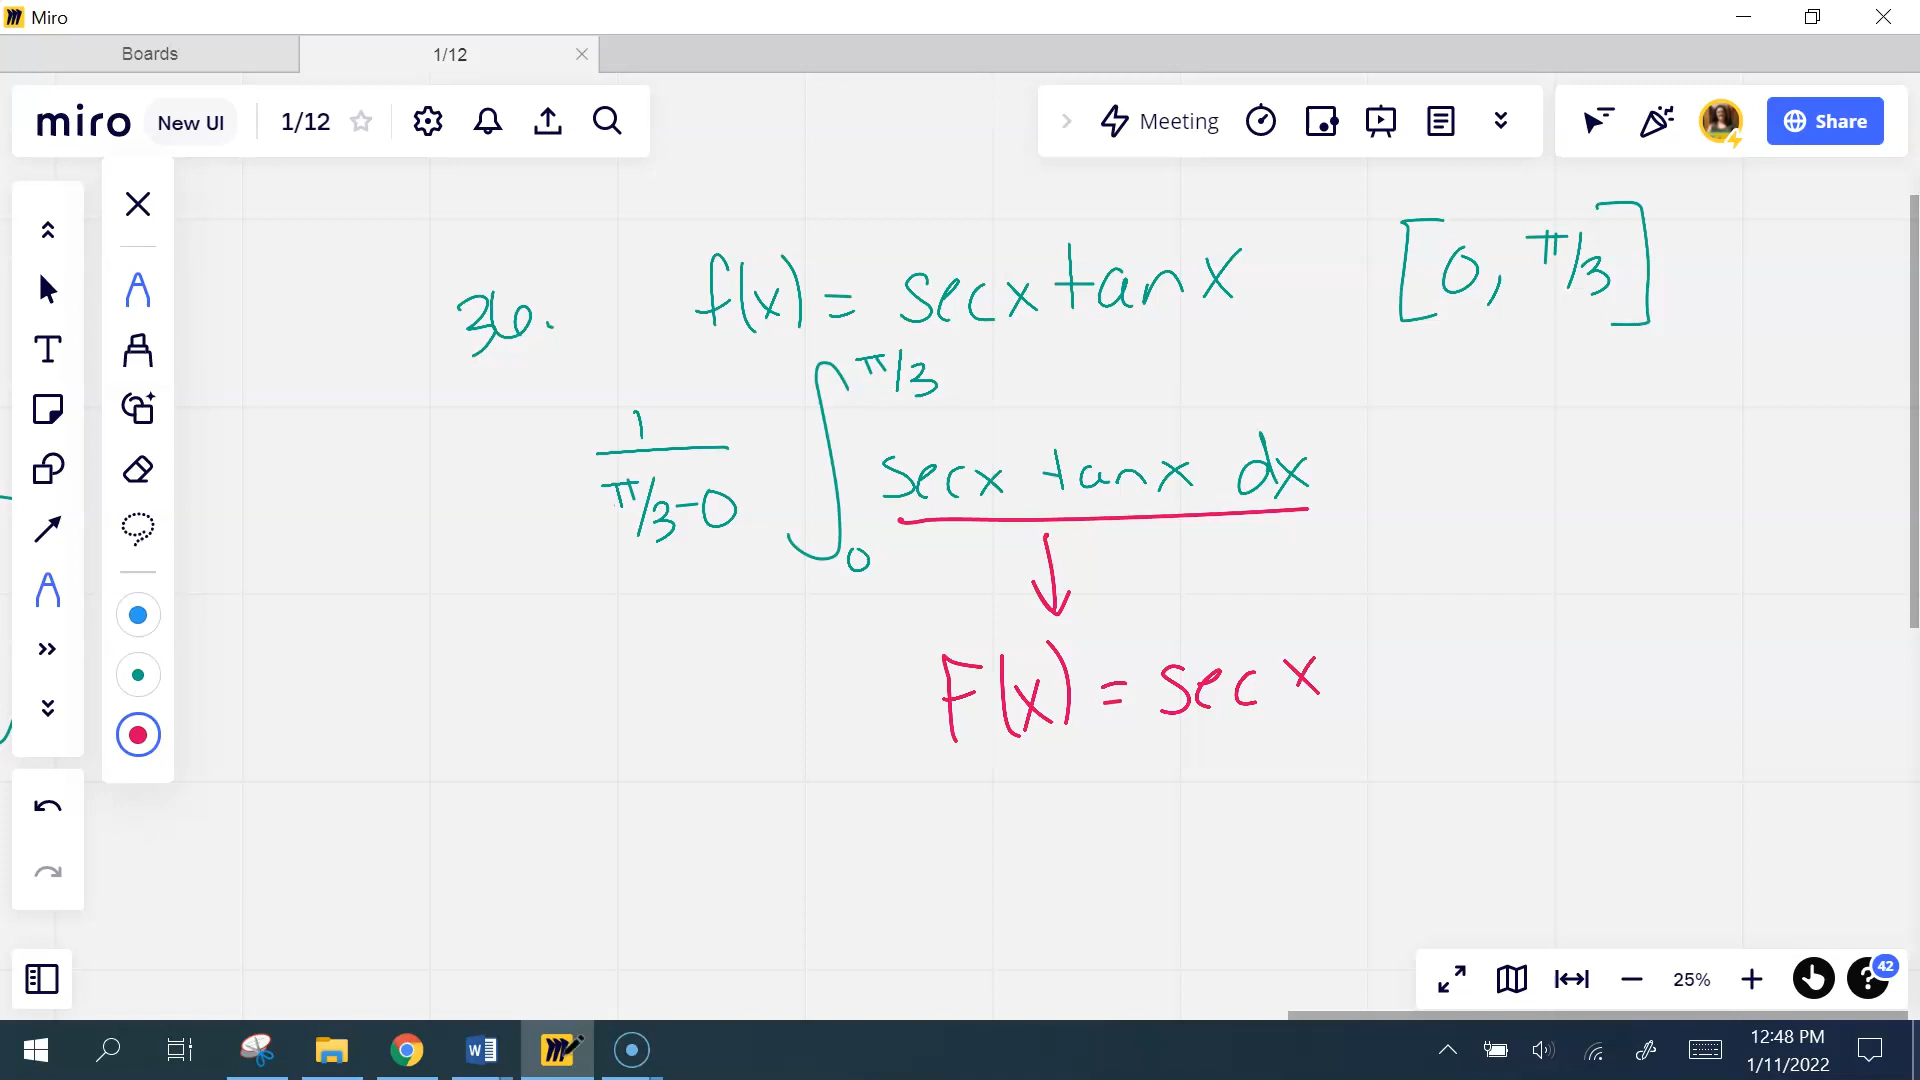 Miro
Boards
1/12
miro
New UI
1/12
Meeting
Share
36.
f(x) = secx tanx
[0, π/3]
1
π/3-0
∫
π/3
0
secx tanx dx
F(x) = sec x
25%
42
12:48 PM
1/11/2022